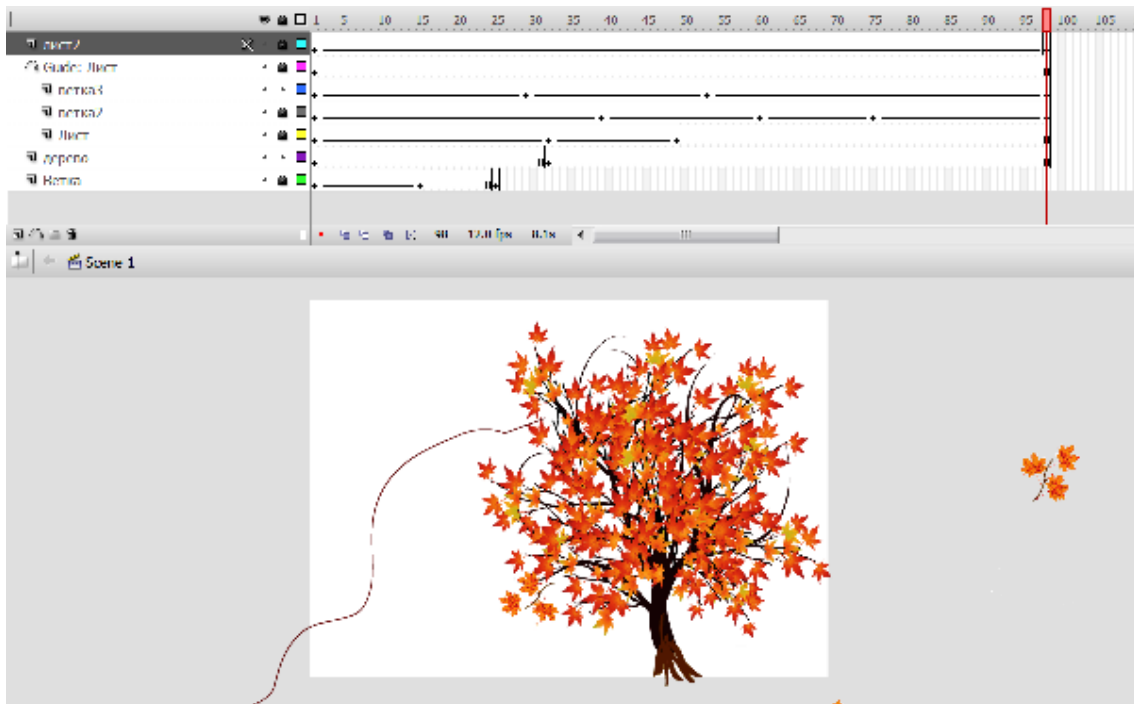 1 5 10 15 20 25 30 35 40 45 50 55 60 65 70 75 80 85 90 95 100 105
лист2
Guide: Лист
ветка3
ветка2
Лист
дерево
Ветка
98 12.0 fps 8.1s
Scene 1